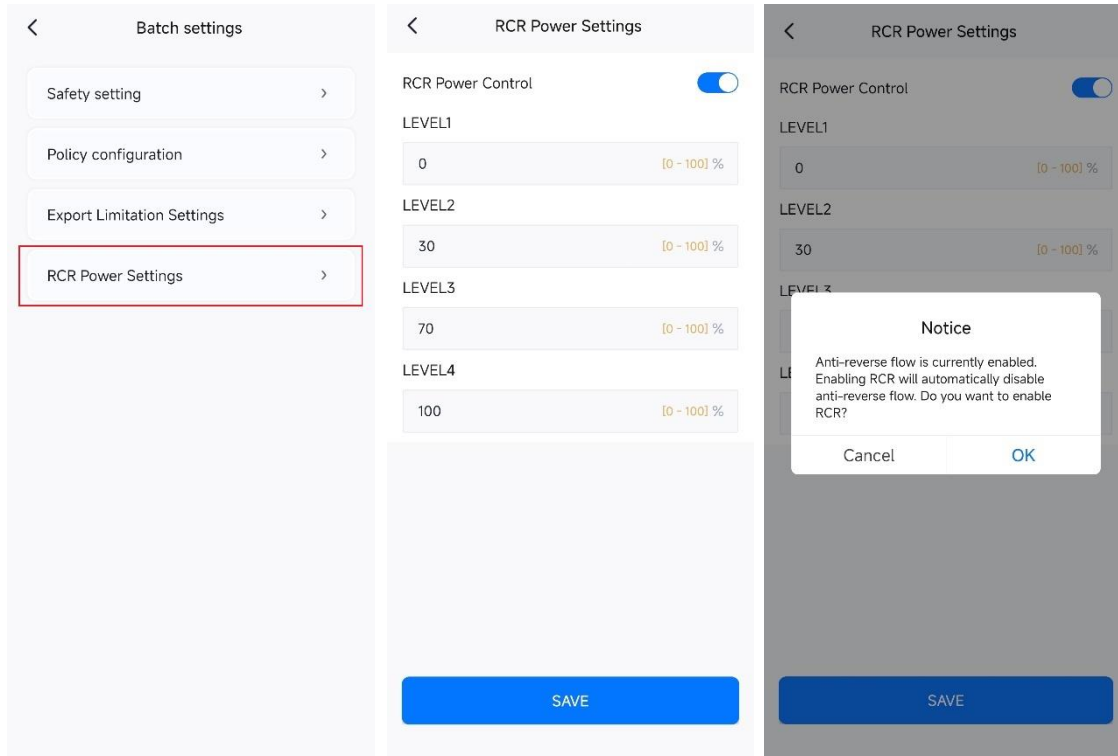 Batch settings
Safety setting
Policy configuration
Export Limitation Settings
RCR Power Settings
RCR Power Settings
RCR Power Control
LEVEL1
0 [0 - 100] %
LEVEL2
30 [0 - 100] %
LEVEL3
70 [0 - 100] %
LEVEL4
100 [0 - 100] %
SAVE
RCR Power Settings
RCR Power Control
LEVEL1
0 [0 - 100] %
LEVEL2
30 [0 - 100] %
LEVEL3
Notice
Anti-reverse flow is currently enabled.
Enabling RCR will automatically disable
anti-reverse flow. Do you want to enable
RCR?
Cancel OK
SAVE